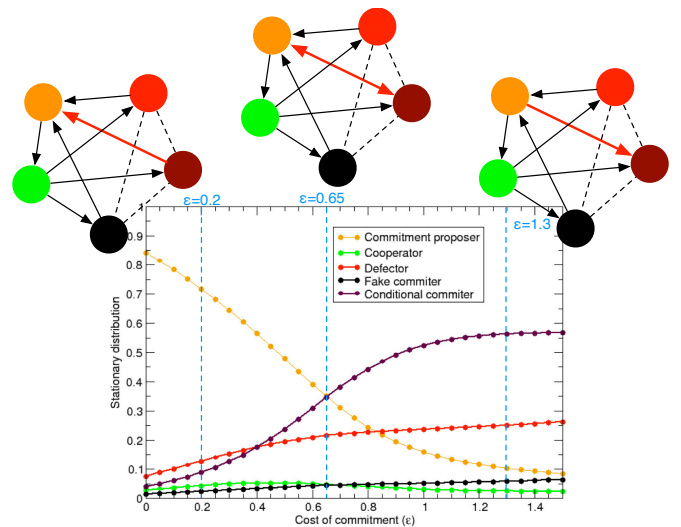 ε=0.2
ε=0.65
ε=1.3
1
0.9
0.8
0.7
0.6
0.5
0.4
0.3
0.2
0.1
0
Stationary distribution
Commitment proposer
Cooperator
Defector
Fake commiter
Conditional commiter
0 0.2 0.4 0.6 0.8 1 1.2 1.4
Cost of commitment (ε)